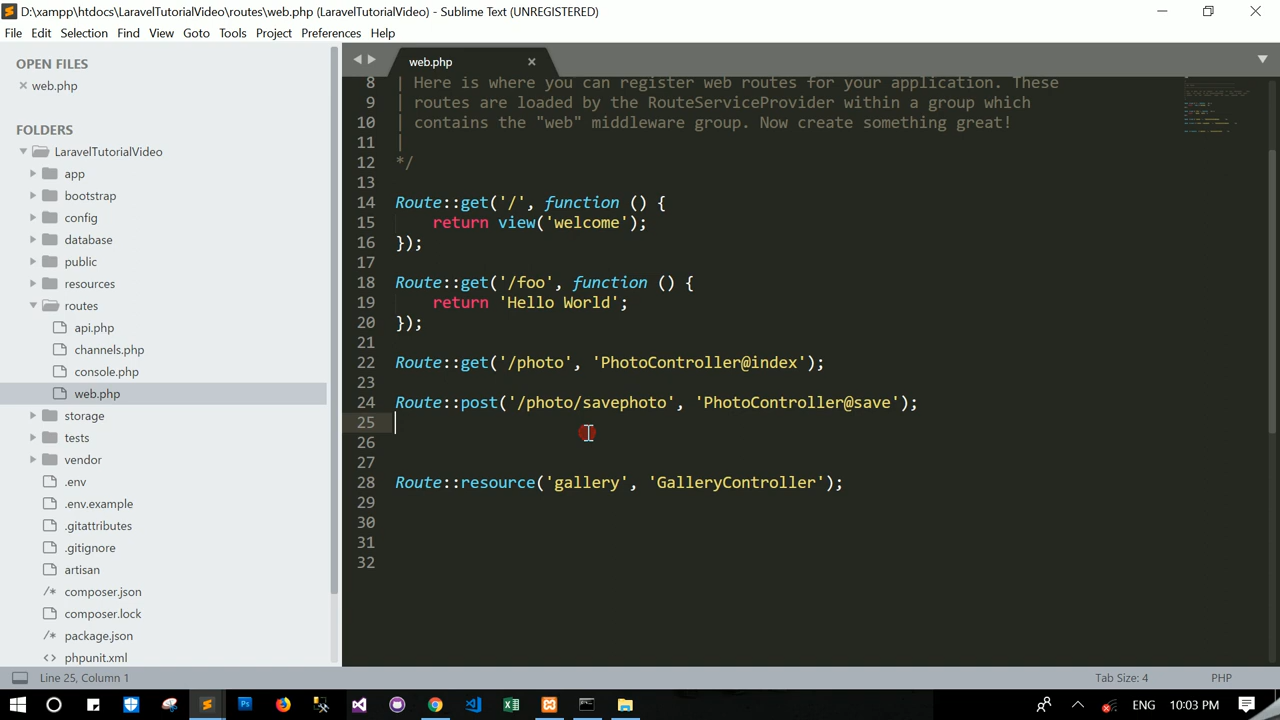 D:\xampp\htdocs\LaravelTutorialVideo\routes\web.php (LaravelTutorialVideo) - Sublime Text (UNREGISTERED)
File Edit Selection Find View Goto Tools Project Preferences Help
OPEN FILES
web.php
FOLDERS
LaravelTutorialVideo
app
bootstrap
config
database
public
resources
routes
api.php
channels.php
console.php
web.php
storage
tests
vendor
.env
.env.example
.gitattributes
.gitignore
artisan
/* composer.json
composer.lock
/* package.json
<> phpunit.xml
web.php
8 | Here is where you can register web routes for your application. These
9 | routes are loaded by the RouteServiceProvider within a group which
10 | contains the "web" middleware group. Now create something great!
11 |
12 */
13
14 Route::get('/', function () {
15     return view('welcome');
16 });
17
18 Route::get('/foo', function () {
19     return 'Hello World';
20 });
21
22 Route::get('/photo', 'PhotoController@index');
23
24 Route::post('/photo/savephoto', 'PhotoController@save');
25
26
27
28 Route::resource('gallery', 'GalleryController');
29
30
31
32
Line 25, Column 1
Tab Size: 4
PHP
ENG
10:03 PM